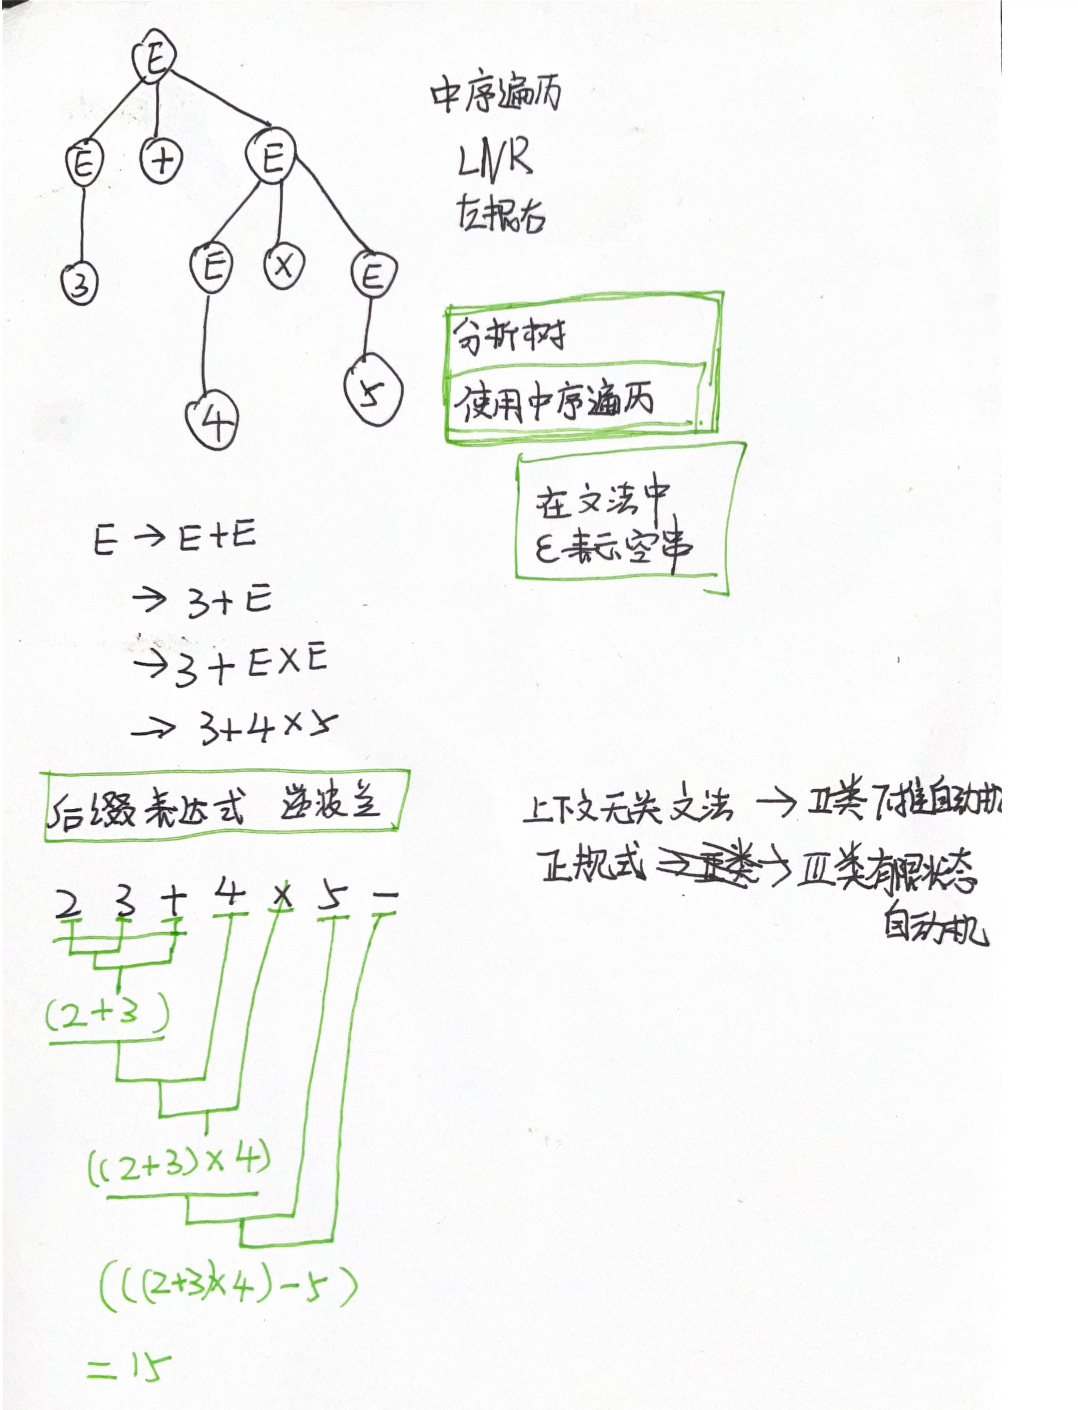 E
E + E
3 E × E
4 5
中序遍历
LNR
左根右
分析树
使用中序遍历
在文法中
ε表示空串
E → E+E
→ 3+E
→ 3+E×E
→ 3+4×5
后缀表达式 逆波兰
2 3 + 4 × 5 -
(2+3)
((2+3)×4)
(((2+3)×4)-5)
=15
上下文无关文法 → II类下推自动机
正规式 → III类有限状态
自动机